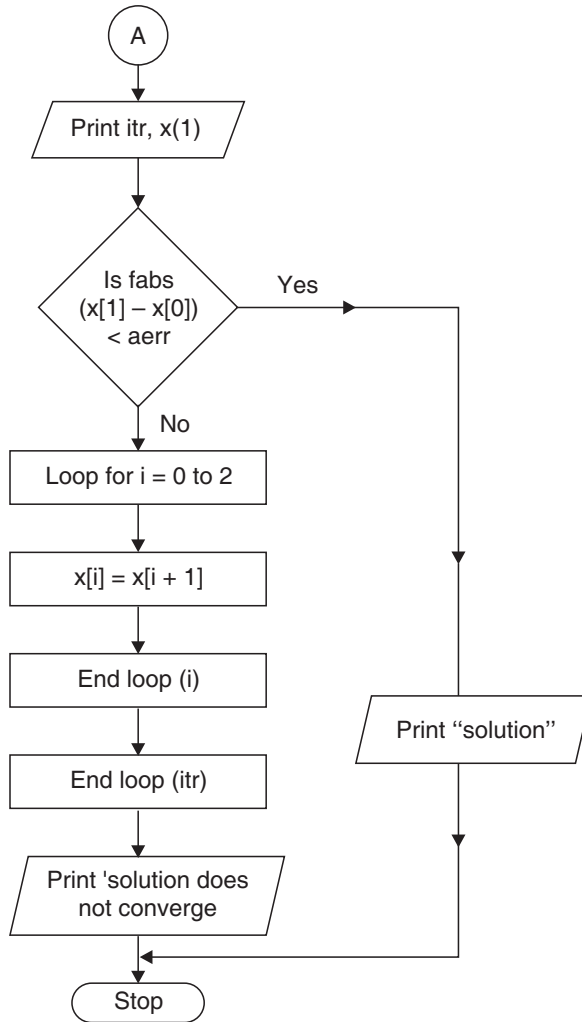 A
Print itr, x(1)
Is fabs
(x[1] – x[0])
< aerr
Yes
No
Loop for i = 0 to 2
x[i] = x[i + 1]
End loop (i)
Print ‘‘solution’’
End loop (itr)
Print 'solution does
not converge
Stop